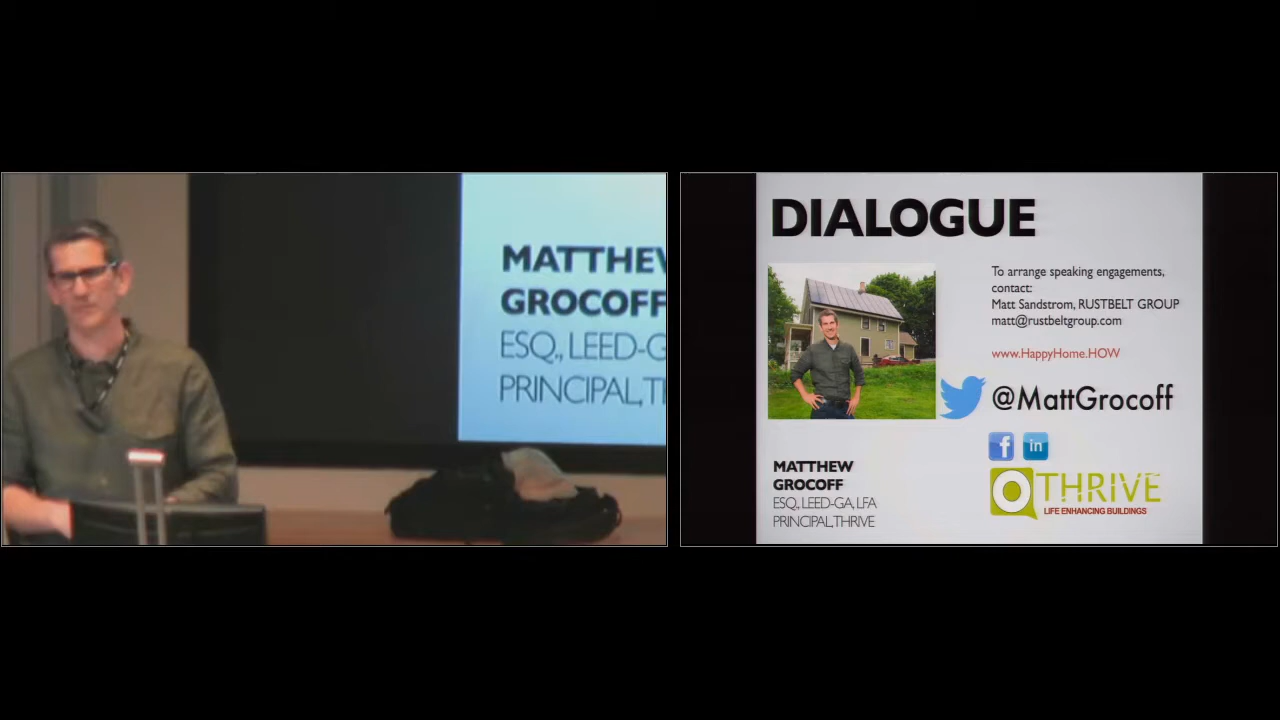 MATTHEW
GROCOFF
ESQ., LEED-G
PRINCIPAL, T
DIALOGUE
To arrange speaking engagements,
contact:
Matt Sandstrom, RUSTBELT GROUP
matt@rustbeltgroup.com
www.HappyHome.HOW
@MattGrocoff
f
in
MATTHEW
GROCOFF
ESQ, LEED-GA, LFA
PRINCIPAL, THRIVE
THRIVE
LIFE ENHANCING BUILDINGS